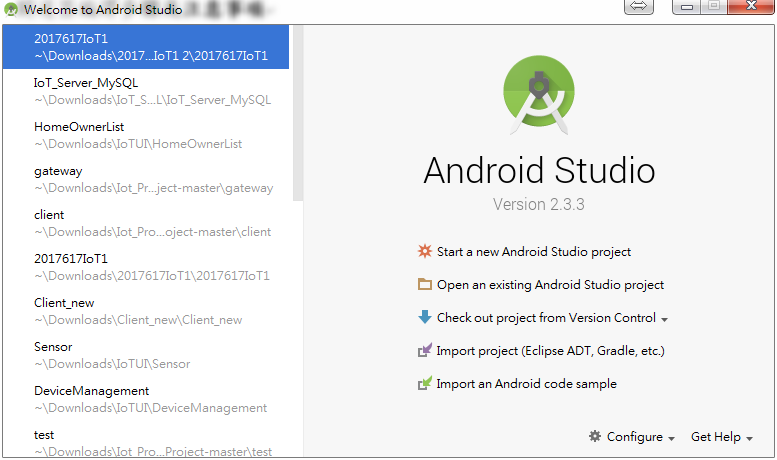 Welcome to Android Studio
2017617IoT1
~\Downloads\2017...IoT1 2\2017617IoT1
IoT_Server_MySQL
~\Downloads\IoT_S...L\IoT_Server_MySQL
HomeOwnerList
~\Downloads\IoTUI\HomeOwnerList
gateway
~\Downloads\Iot_Pr...ject-master\gateway
client
~\Downloads\Iot_Pro...oject-master\client
2017617IoT1
~\Downloads\2017617IoT1\2017617IoT1
Client_new
~\Downloads\Client_new\Client_new
Sensor
~\Downloads\IoTUI\Sensor
DeviceManagement
~\Downloads\IoTUI\DeviceManagement
test
~\Downloads\Iot_Pro...Project-master\test
Android Studio
Version 2.3.3
Start a new Android Studio project
Open an existing Android Studio project
Check out project from Version Control
Import project (Eclipse ADT, Gradle, etc.)
Import an Android code sample
Configure
Get Help